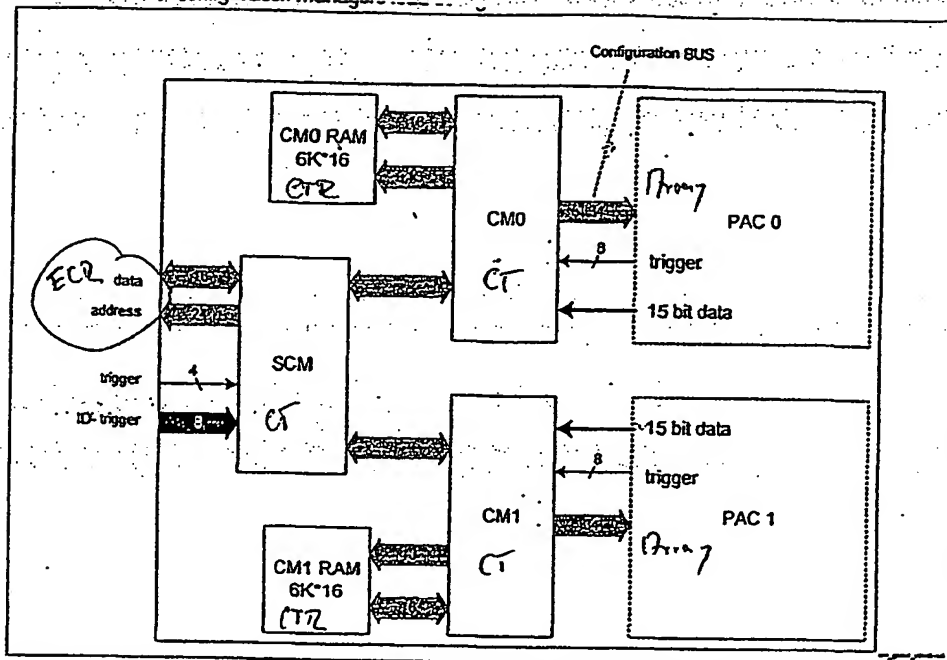 Configuration BUS
CM0 RAM
6K*16
CTR
16
CM0
CT
Array
PAC 0
8
trigger
15 bit data
ECR
data
address
SCM
CT
trigger
4
ID-trigger
8
15 bit data
8
trigger
CM1
CT
PAC 1
Array
CM1 RAM
6K*16
CTR
16